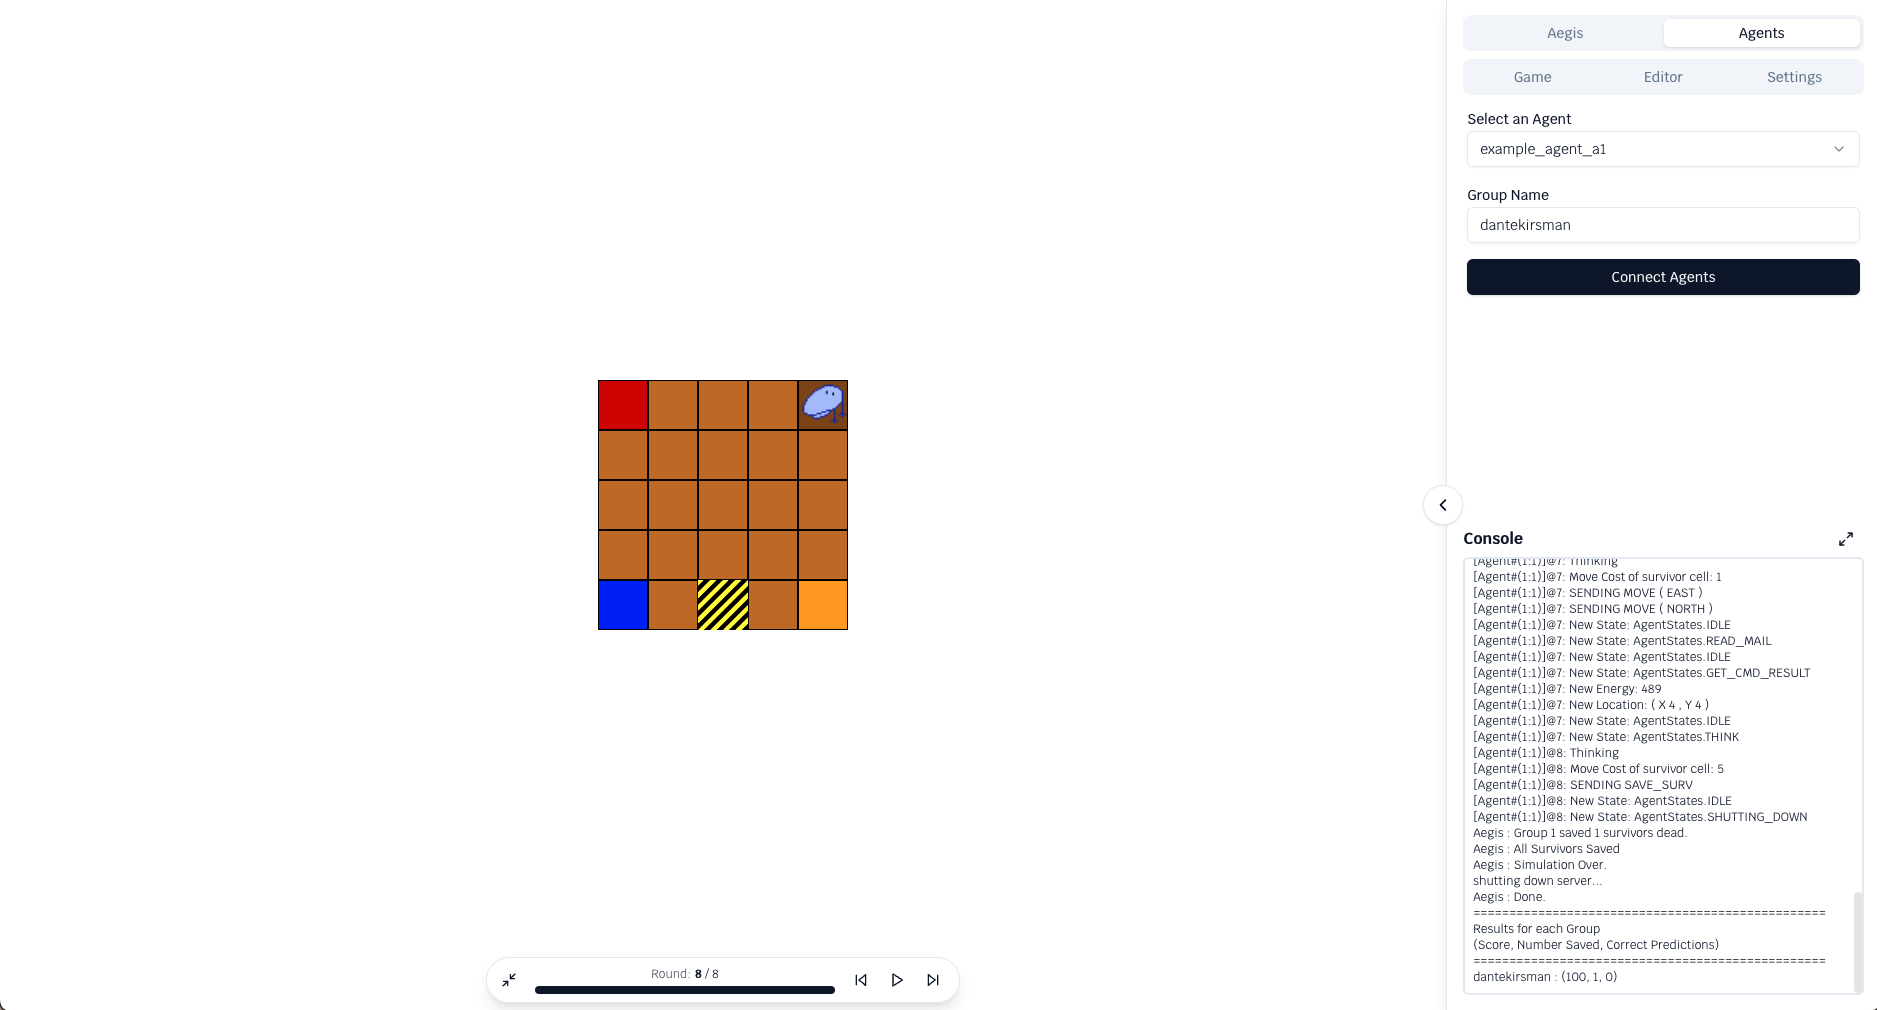 Aegis
Agents
Game
Editor
Settings
Select an Agent
example_agent_a1
Group Name
dantekirsman
Connect Agents
Console
[Agent#(1:1)]@7: Thinking
[Agent#(1:1)]@7: Move Cost of survivor cell: 1
[Agent#(1:1)]@7: SENDING MOVE ( EAST )
[Agent#(1:1)]@7: SENDING MOVE ( NORTH )
[Agent#(1:1)]@7: New State: AgentStates.IDLE
[Agent#(1:1)]@7: New State: AgentStates.READ_MAIL
[Agent#(1:1)]@7: New State: AgentStates.IDLE
[Agent#(1:1)]@7: New State: AgentStates.GET_CMD_RESULT
[Agent#(1:1)]@7: New Energy: 489
[Agent#(1:1)]@7: New Location: ( X 4 , Y 4 )
[Agent#(1:1)]@7: New State: AgentStates.IDLE
[Agent#(1:1)]@7: New State: AgentStates.THINK
[Agent#(1:1)]@8: Thinking
[Agent#(1:1)]@8: Move Cost of survivor cell: 5
[Agent#(1:1)]@8: SENDING SAVE_SURV
[Agent#(1:1)]@8: New State: AgentStates.IDLE
[Agent#(1:1)]@8: New State: AgentStates.SHUTTING_DOWN
Aegis : Group 1 saved 1 survivors dead.
Aegis : All Survivors Saved
Aegis : Simulation Over.
shutting down server...
Aegis : Done.
=================================================
Results for each Group
(Score, Number Saved, Correct Predictions)
=================================================
dantekirsman : (100, 1, 0)
Round: 8 / 8